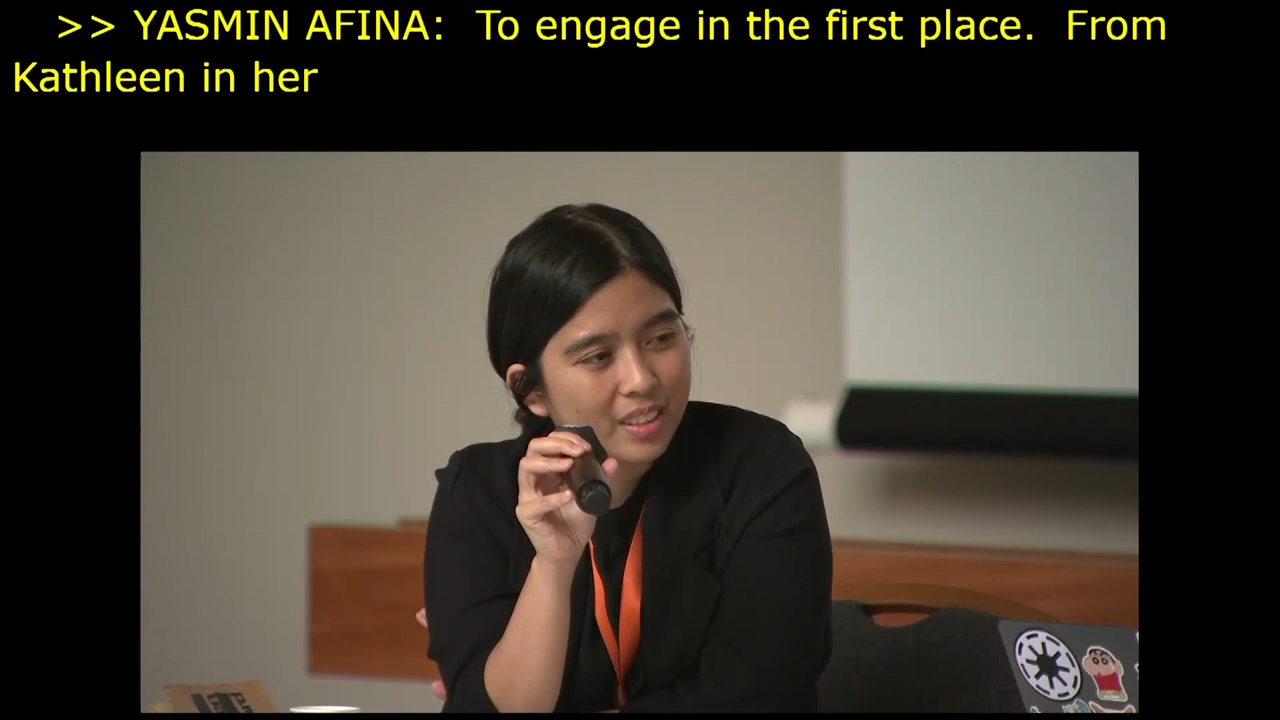 >> YASMIN AFINA:  To engage in the first place.  From
Kathleen in her